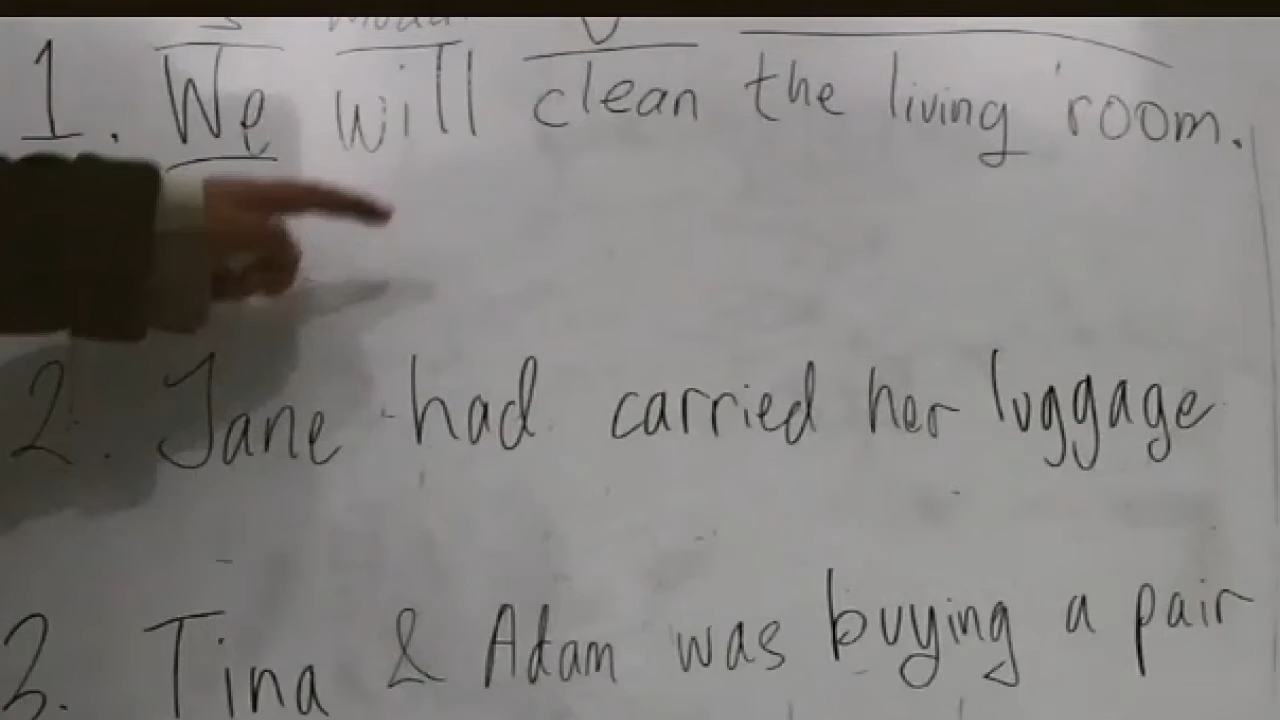 S modal V
1. We will clean the living room.
2. Jane had carried her luggage
3. Tina & Adam was buying a pair